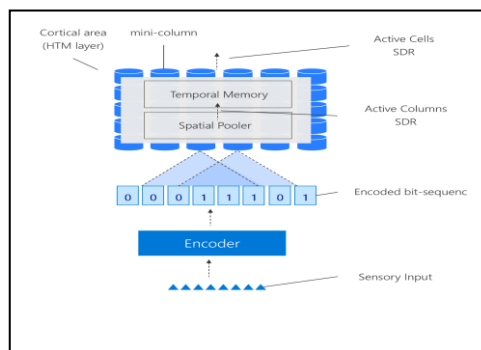 Cortical area
(HTM layer)
mini-column
Active Cells
SDR
Temporal Memory
Active Columns
SDR
Spatial Pooler
0 0 0 1 1 1 0 1
Encoded bit-sequenc
Encoder
Sensory Input